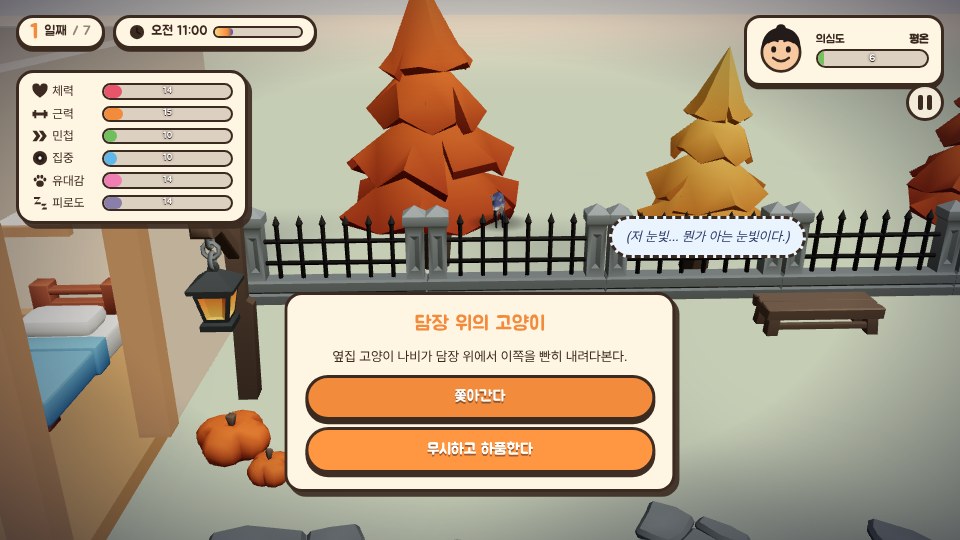 1 일째 / 7
오전 11:00
의심도 평온
6
체력 14
근력 15
민첩 10
집중 10
유대감 14
피로도 14
(저 눈빛... 뭔가 아는 눈빛이다.)
담장 위의 고양이
옆집 고양이 나비가 담장 위에서 이쪽을 빤히 내려다본다.
쫓아간다
무시하고 하품한다